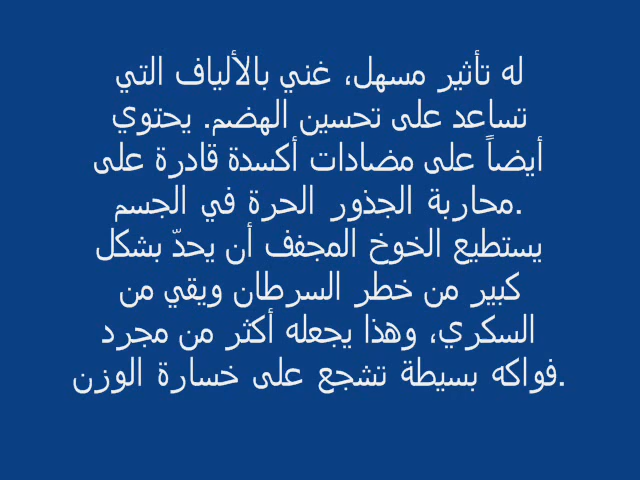 له تأثير مسهل، غني بالألياف التي
تساعد على تحسين الهضم. يحتوي
أيضاً على مضادات أكسدة قادرة على
محاربة الجذور الحرة في الجسم.
يستطيع الخوخ المجفف أن يحدّ بشكل
كبير من خطر السرطان ويقي من
السكري، وهذا يجعله أكثر من مجرد
فواكه بسيطة تشجع على خسارة الوزن.